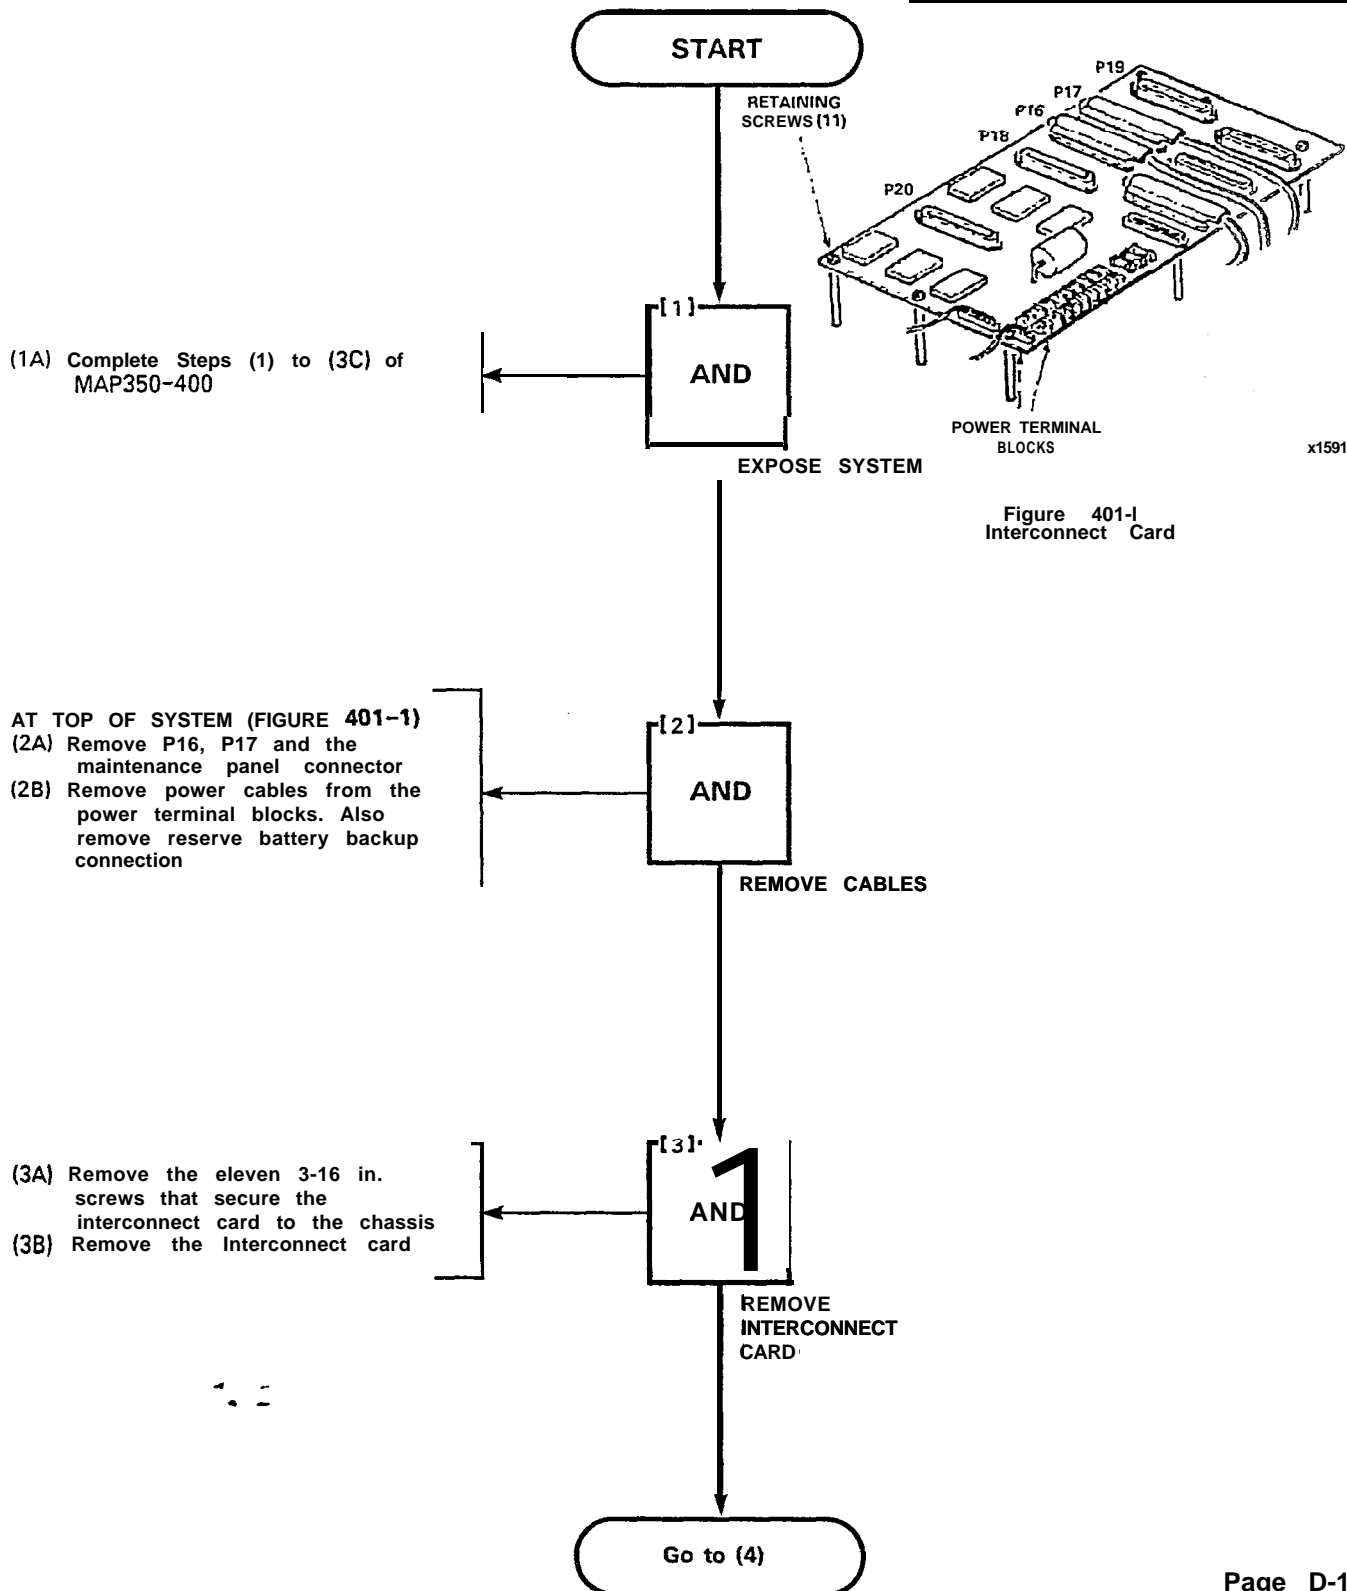 START
RETAINING
SCREWS (11)
P19
P17
P16
P18
P20
POWER TERMINAL
BLOCKS
x1591
Figure 401-I
Interconnect Card
[1]
AND
(1A) Complete Steps (1) to (3C) of
MAP350-400
EXPOSE SYSTEM
AT TOP OF SYSTEM (FIGURE 401-1)
(2A) Remove P16, P17 and the
maintenance panel connector
(2B) Remove power cables from the
power terminal blocks. Also
remove reserve battery backup
connection
[2]
AND
REMOVE CABLES
(3A) Remove the eleven 3-16 in.
screws that secure the
interconnect card to the chassis
(3B) Remove the Interconnect card
[3]
AND
1
REMOVE
INTERCONNECT
CARD
Go to (4)
Page D-1